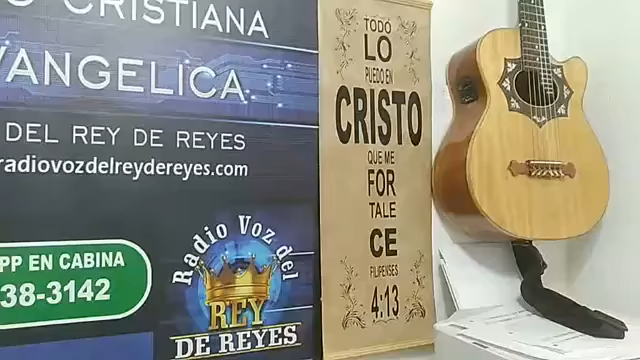 CRISTIANA
VANGELICA
DEL REY DE REYES
radiovozdelreydereyes.com
PP EN CABINA
38-3142
Radio Voz del
REY
DE REYES
TODO
LO
PUEDO EN
CRISTO
QUE ME
FOR
TALE
CE
FILIPENSES
4:13